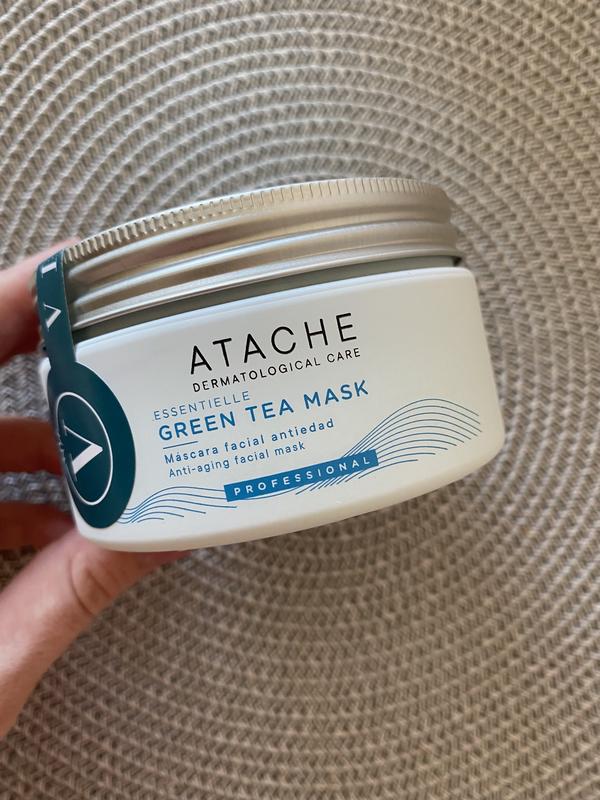 ATACHE
DERMATOLOGICAL CARE
ESSENTIELLE
GREEN TEA MASK
Máscara facial antiedad
Anti-aging facial mask
PROFESSIONAL
V I
V